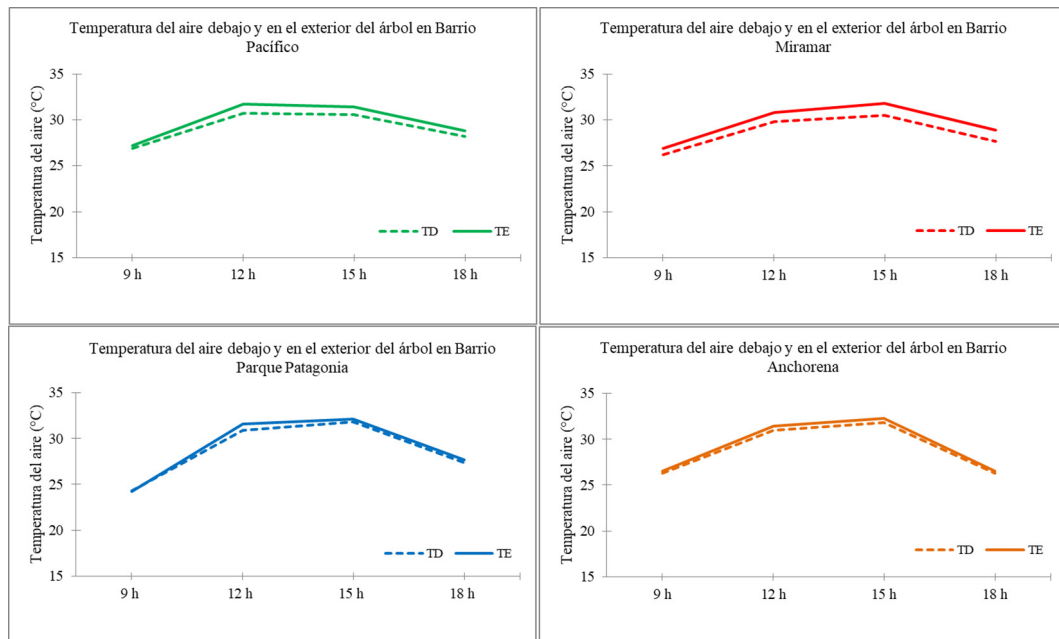 Temperatura del aire debajo y en el exterior del árbol en Barrio
Pacífico
Temperatura del aire (°C)
35
30
25
20
15
9 h 12 h 15 h 18 h
TD TE
Temperatura del aire debajo y en el exterior del árbol en Barrio
Miramar
Temperatura del aire (°C)
35
30
25
20
15
9 h 12 h 15 h 18 h
TD TE
Temperatura del aire debajo y en el exterior del árbol en Barrio
Parque Patagonia
Temperatura del aire (°C)
35
30
25
20
15
9 h 12 h 15 h 18 h
TD TE
Temperatura del aire debajo y en el exterior del árbol en Barrio
Anchorena
Temperatura del aire (°C)
35
30
25
20
15
9 h 12 h 15 h 18 h
TD TE